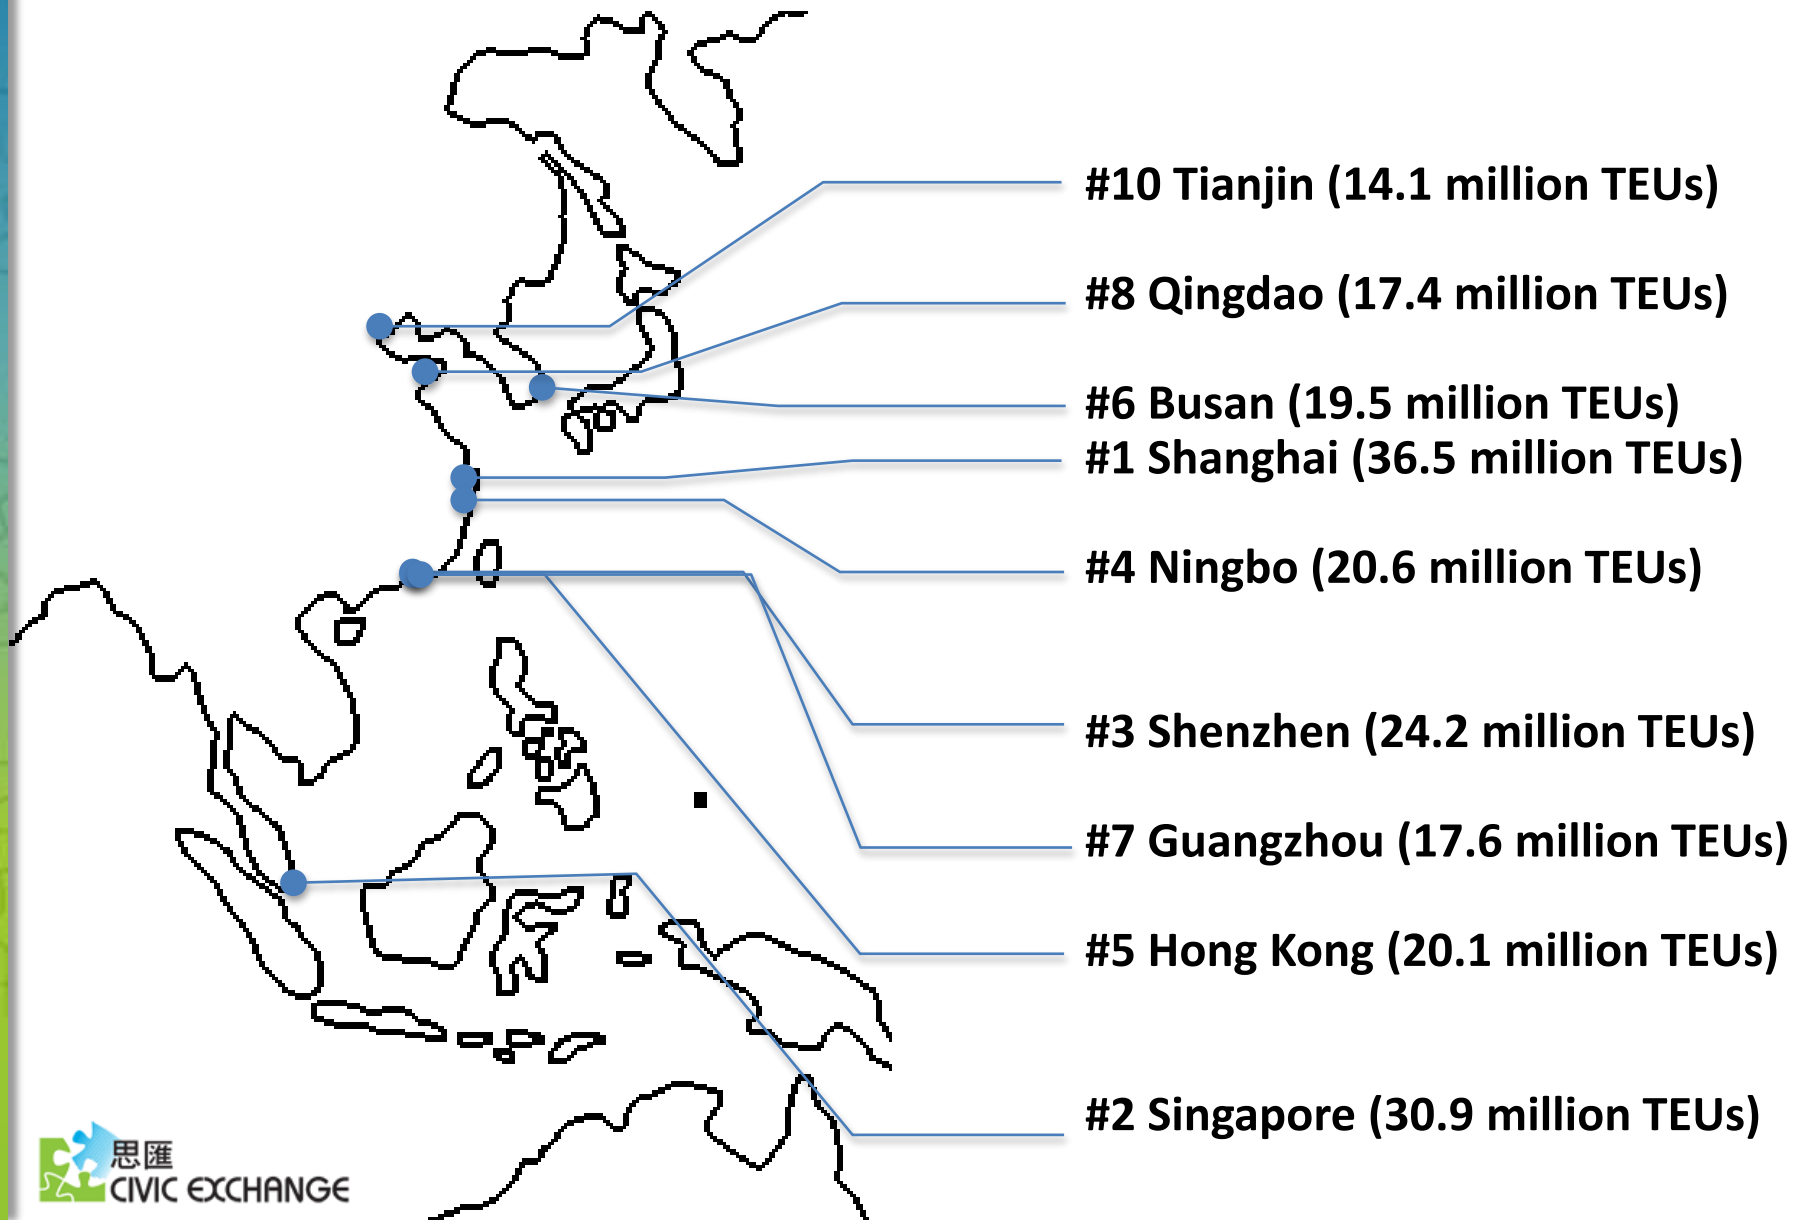 #10 Tianjin (14.1 million TEUs)
#8 Qingdao (17.4 million TEUs)
#6 Busan (19.5 million TEUs)
#1 Shanghai (36.5 million TEUs)
#4 Ningbo (20.6 million TEUs)
#3 Shenzhen (24.2 million TEUs)
#7 Guangzhou (17.6 million TEUs)
#5 Hong Kong (20.1 million TEUs)
#2 Singapore (30.9 million TEUs)
思匯
CIVIC EXCHANGE